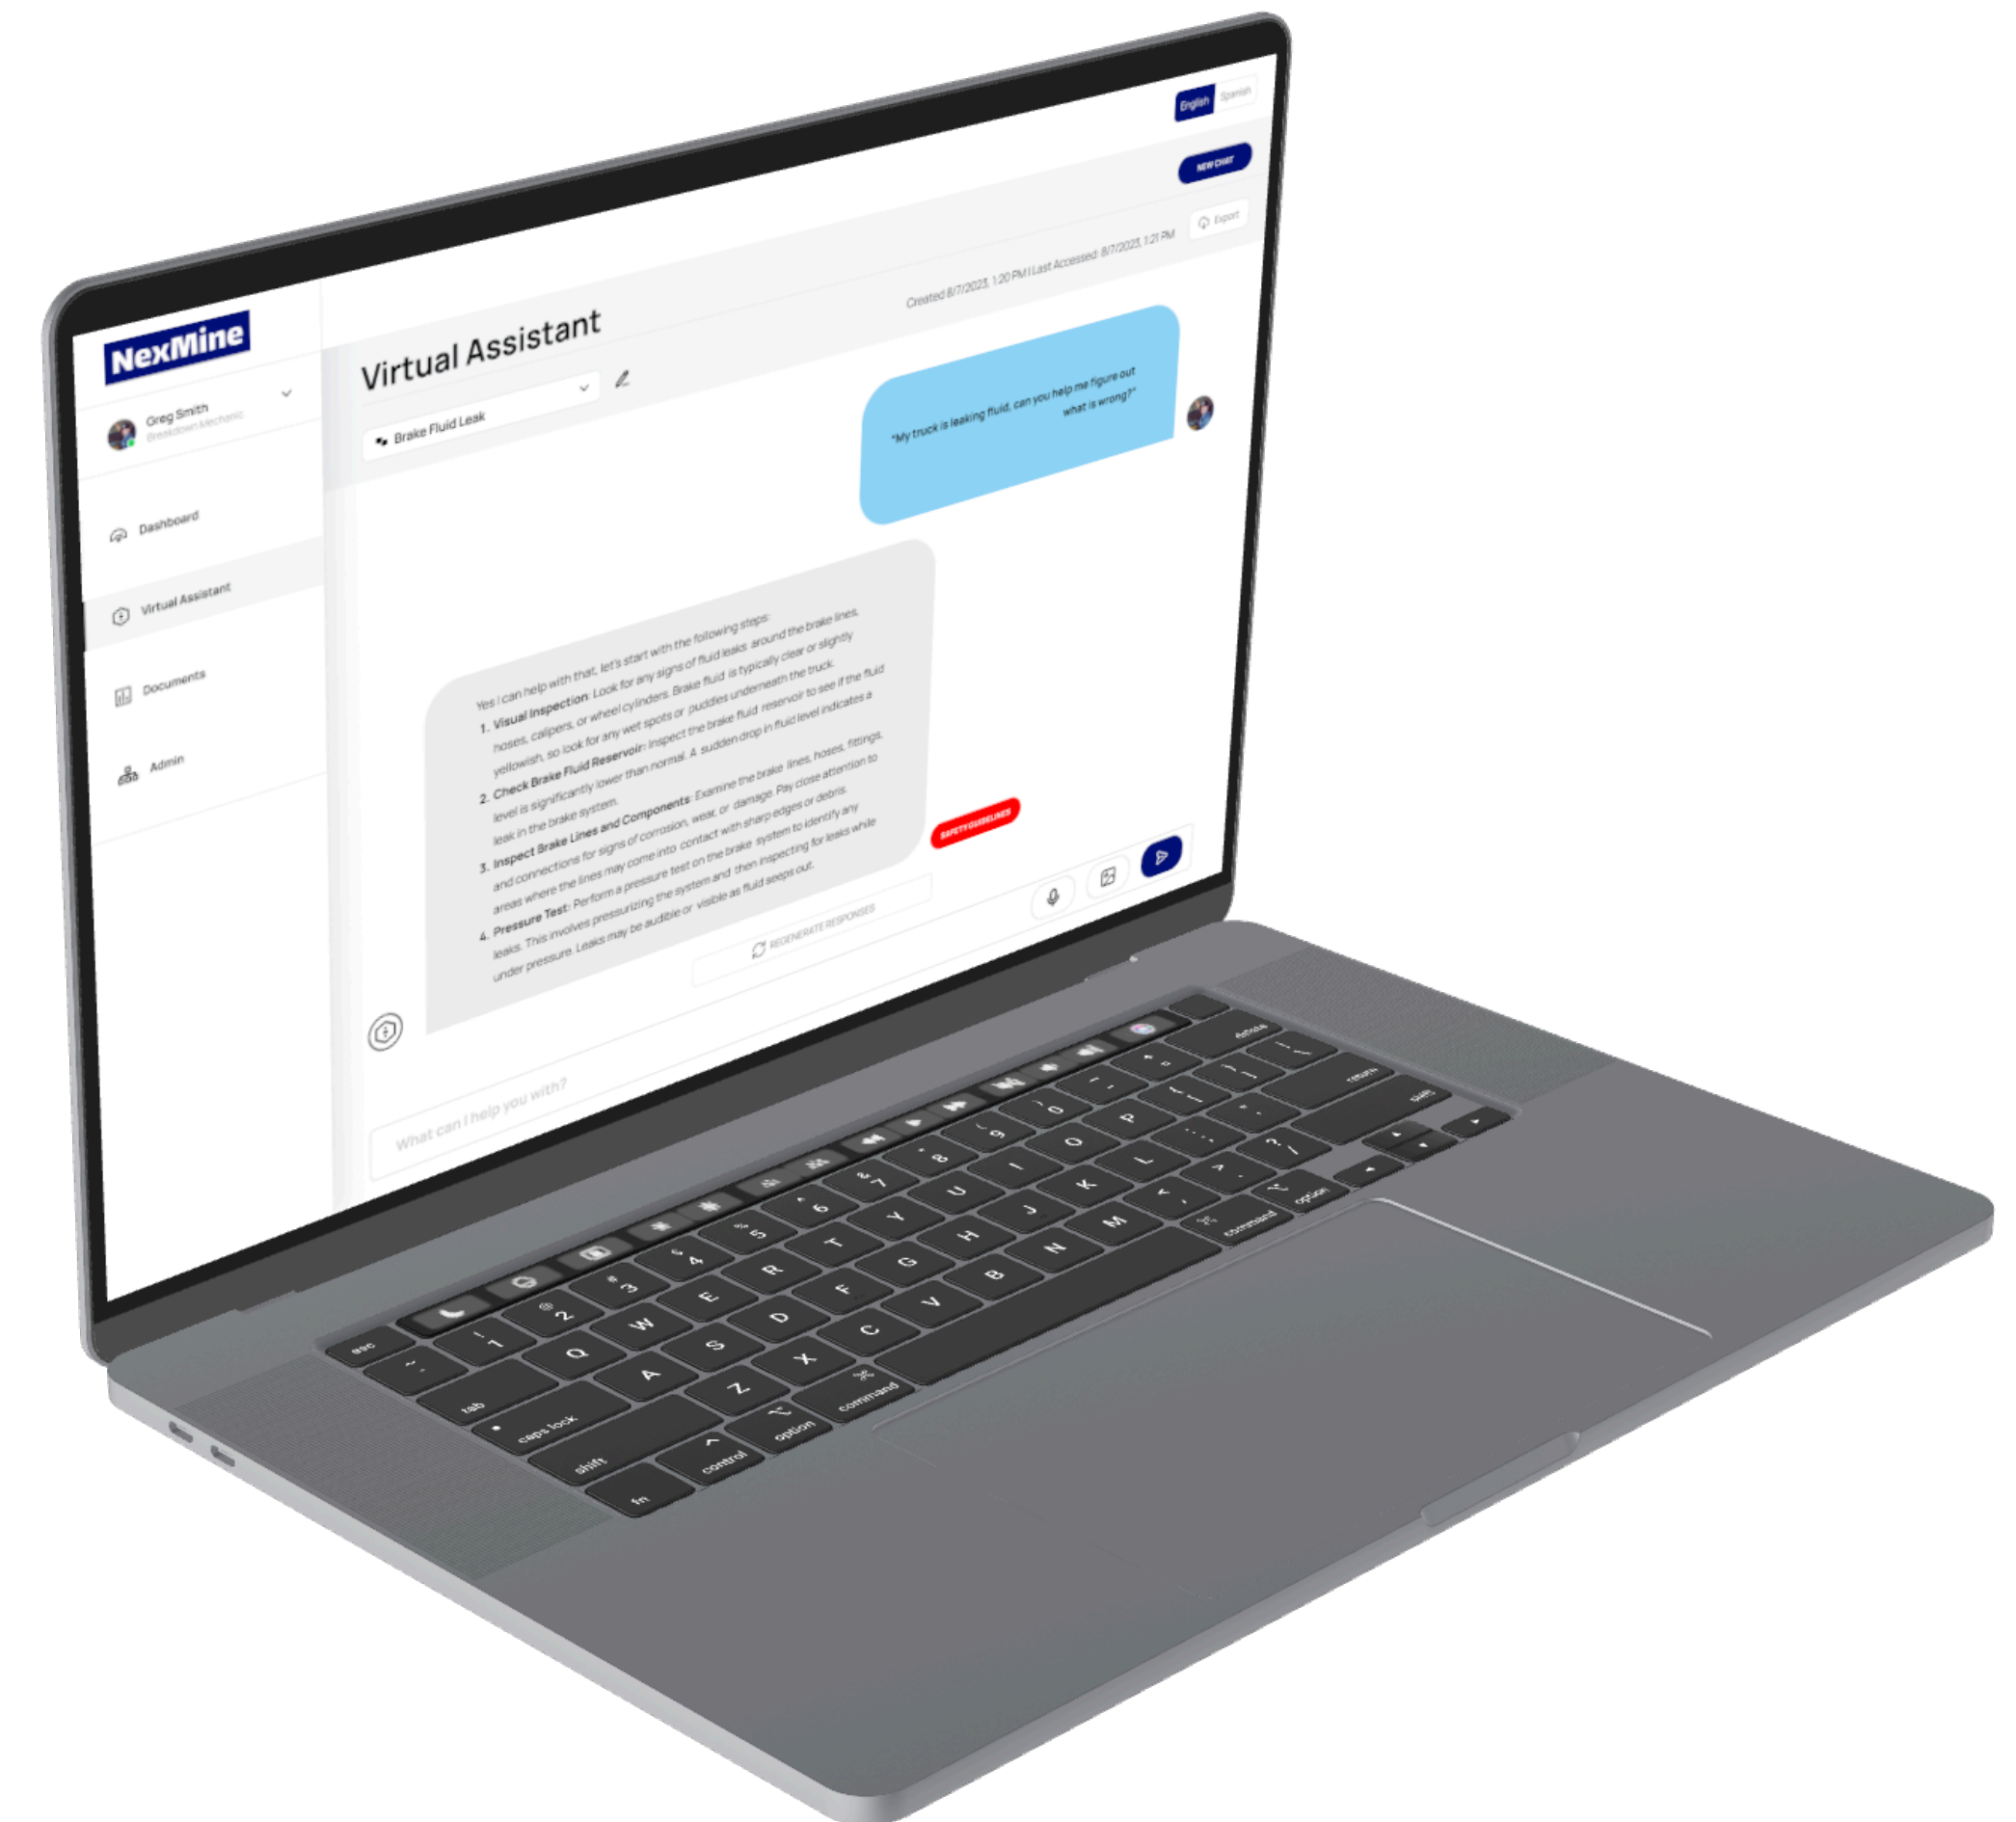 English Spanish
NEW CHAT
Created 8/7/2023, 1:20 PM | Last Accessed: 8/7/2023, 1:21 PM
Export
NexMine
Greg Smith
Breakdown Mechanic
Dashboard
Virtual Assistant
Documents
Admin
Virtual Assistant
Brake Fluid Leak
"My truck is leaking fluid, can you help me figure out
what is wrong?"
Yes I can help with that, let's start with the following steps:
1. Visual Inspection: Look for any signs of fluid leaks around the brake lines,
hoses, calipers, or wheel cylinders. Brake fluid is typically clear or slightly
yellowish, so look for any wet spots or puddles underneath the truck.
2. Check Brake Fluid Reservoir: Inspect the brake fluid reservoir to see if the fluid
level is significantly lower than normal. A sudden drop in fluid level indicates a
leak in the brake system.
3. Inspect Brake Lines and Components: Examine the brake lines, hoses, fittings,
and connections for signs of corrosion, wear, or damage. Pay close attention to
areas where the lines may come into contact with sharp edges or debris.
4. Pressure Test: Perform a pressure test on the brake system to identify any
leaks. This involves pressurizing the system and then inspecting for leaks while
under pressure. Leaks may be audible or visible as fluid seeps out.
SAFETY GUIDELINES
REGENERATE RESPONSES
What can I help you with?
esc
~ ! 1 @ 2 # 3 $ 4 % 5 ^ 6 & 7 * 8 ( 9 ) 0 - + = delete
tab Q W E R T Y U I O P { [ } ] | \
caps lock A S D F G H J K L : ; " ' return
shift Z X C V B N M < , > . ? / shift
fn control option command command option